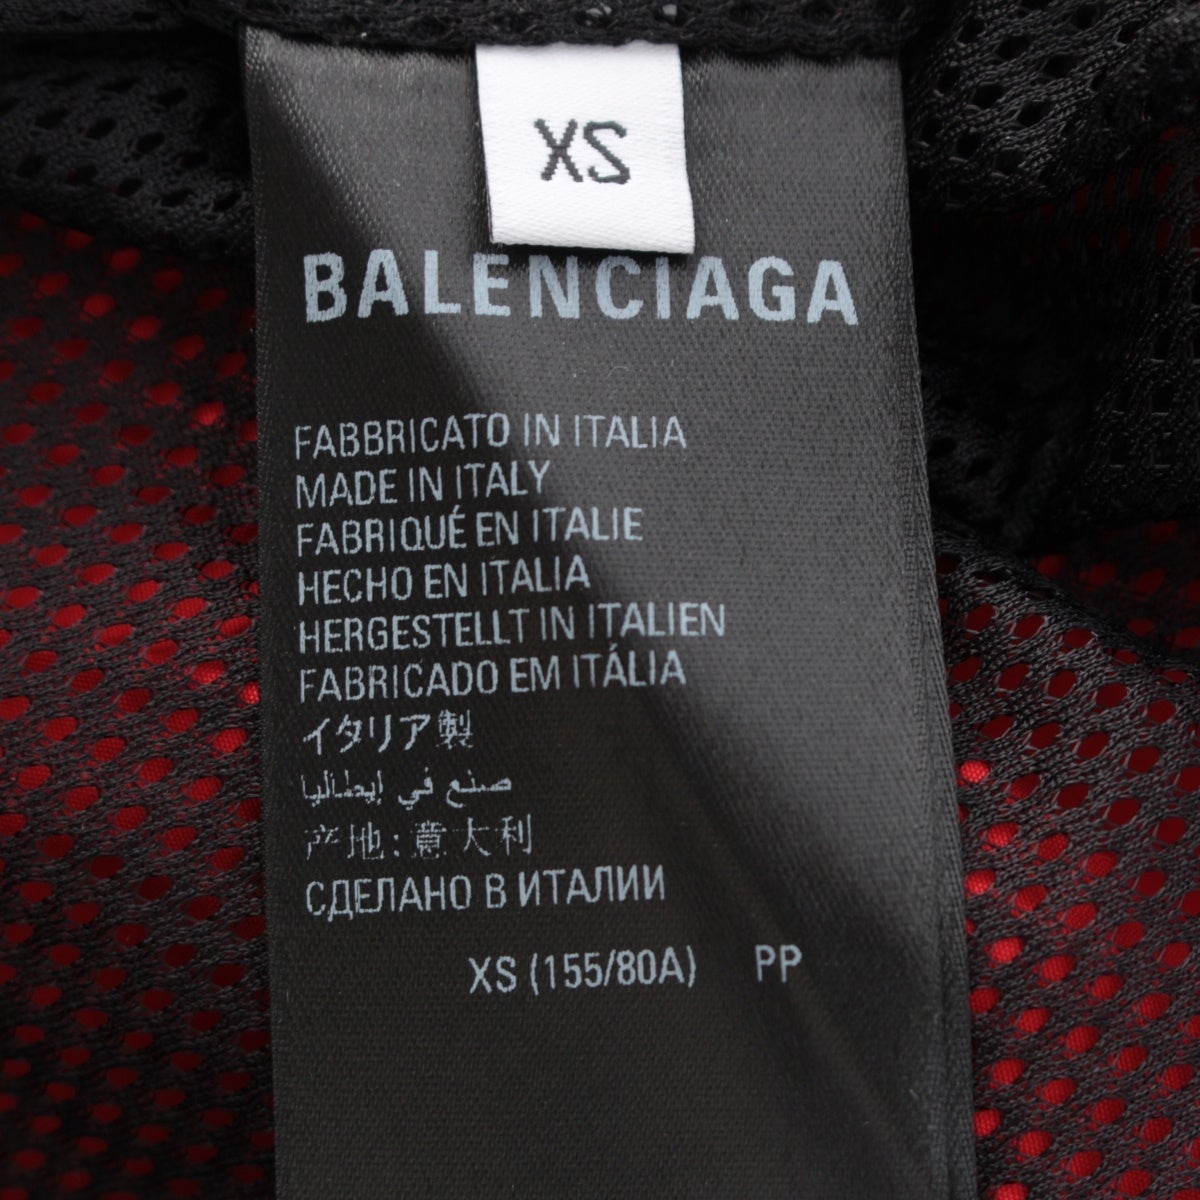 XS
BALENCIAGA
FABBRICATO IN ITALIA
MADE IN ITALY
FABRIQUÉ EN ITALIE
HECHO EN ITALIA
HERGESTELLT IN ITALIEN
FABRICADO EM ITÁLIA
イタリア製
صنع في إيطاليا
产地: 意大利
СДЕЛАНО В ИТАЛИИ
XS (155/80A) PP